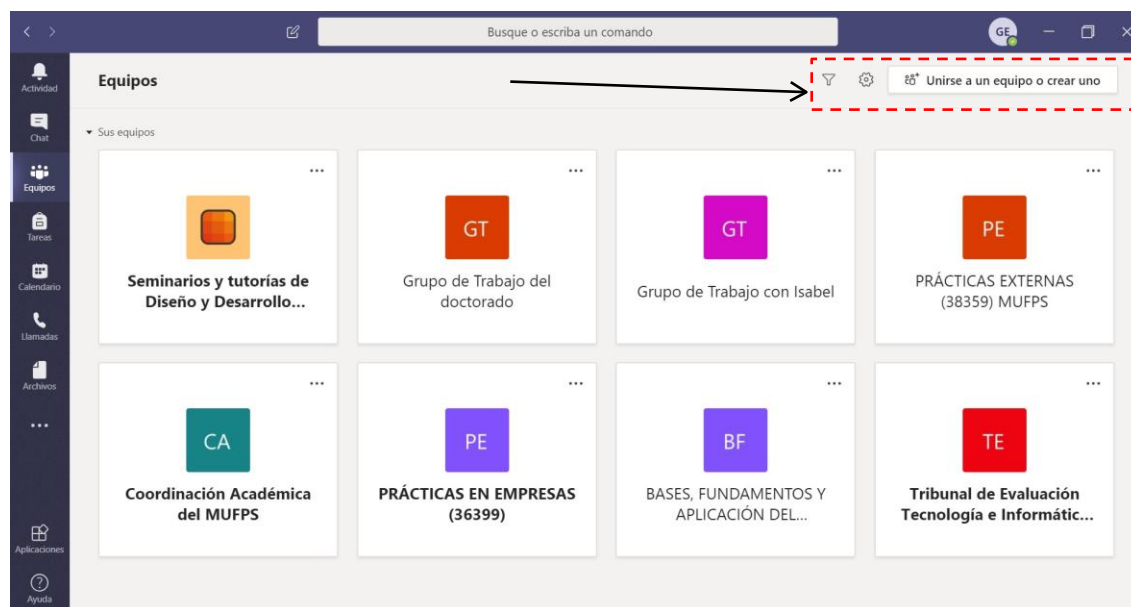 Busque o escriba un comando
GE
Actividad
Chat
Equipos
Tareas
Calendario
Llamadas
Archivos
Aplicaciones
Ayuda
Equipos
Unirse a un equipo o crear uno
Sus equipos
Seminarios y tutorías de
Diseño y Desarrollo...
GT
Grupo de Trabajo del
doctorado
GT
Grupo de Trabajo con Isabel
PE
PRÁCTICAS EXTERNAS
(38359) MUFPS
CA
Coordinación Académica
del MUFPS
PE
PRÁCTICAS EN EMPRESAS
(36399)
BF
BASES, FUNDAMENTOS Y
APLICACIÓN DEL...
TE
Tribunal de Evaluación
Tecnología e Informátic...